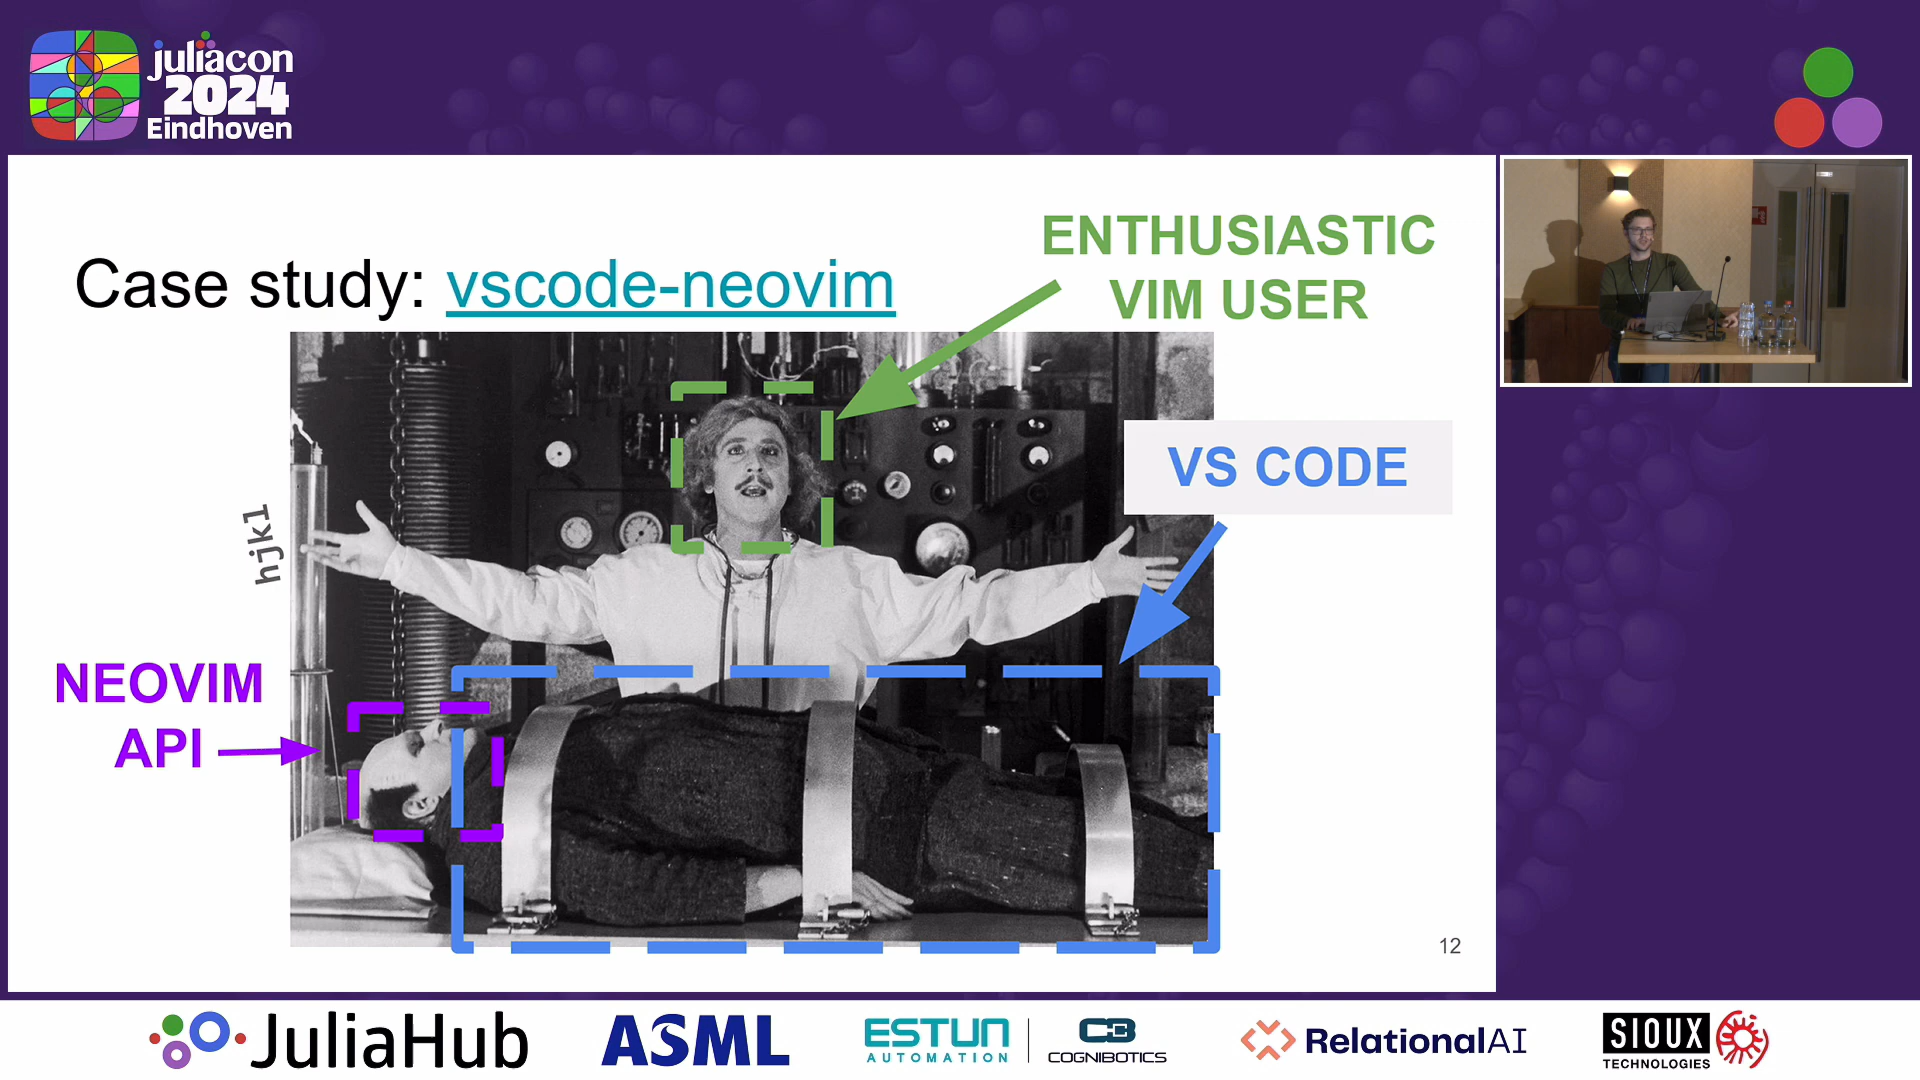 juliacon
2024
Eindhoven
Case study: vscode-neovim
ENTHUSIASTIC
VIM USER
VS CODE
hjkl
NEOVIM
API
12
JuliaHub
ASML
ESTUN
AUTOMATION
COGNIBOTICS
RelationalAI
SIOUX
TECHNOLOGIES